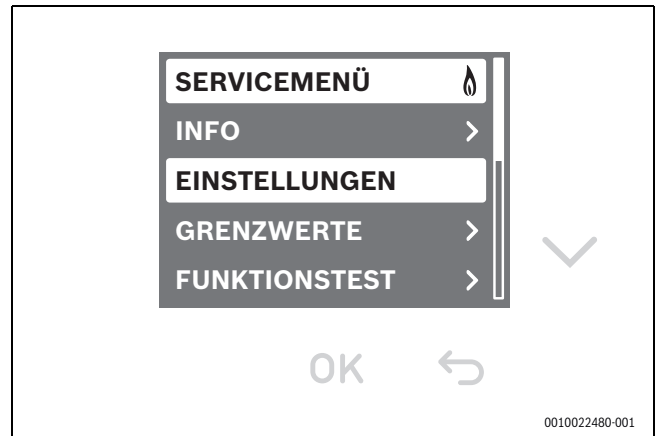 SERVICEMENÜ
INFO
EINSTELLUNGEN
GRENZWERTE
FUNKTIONSTEST
OK
0010022480-001